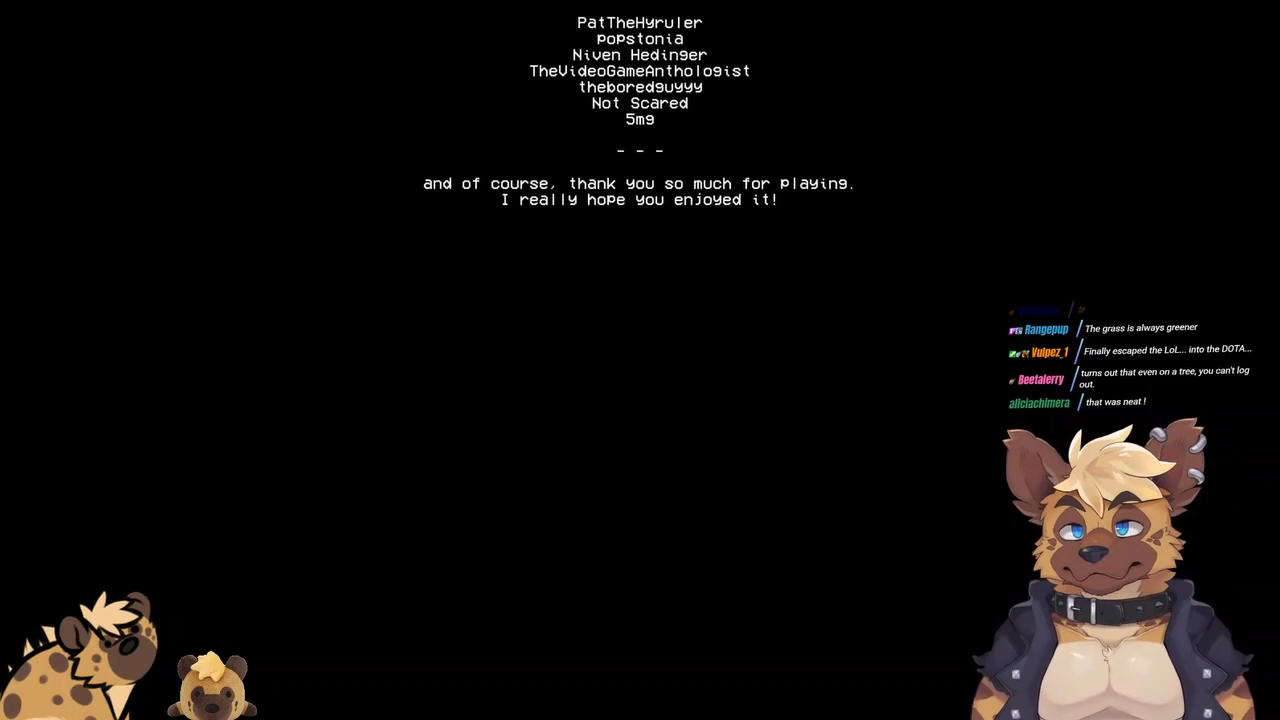 PatTheHyruler
popstonia
Niven Hedinger
TheVideoGameAnthologist
theboredguyyy
Not Scared
5mg
- - -
and of course, thank you so much for playing.
I really hope you enjoyed it!
Rangepup / The grass is always greener
Vulpez_1 / Finally escaped the LoL... into the DOTA...
Beetalerry / turns out that even on a tree, you can't log
out.
aliciachimera / that was neat !